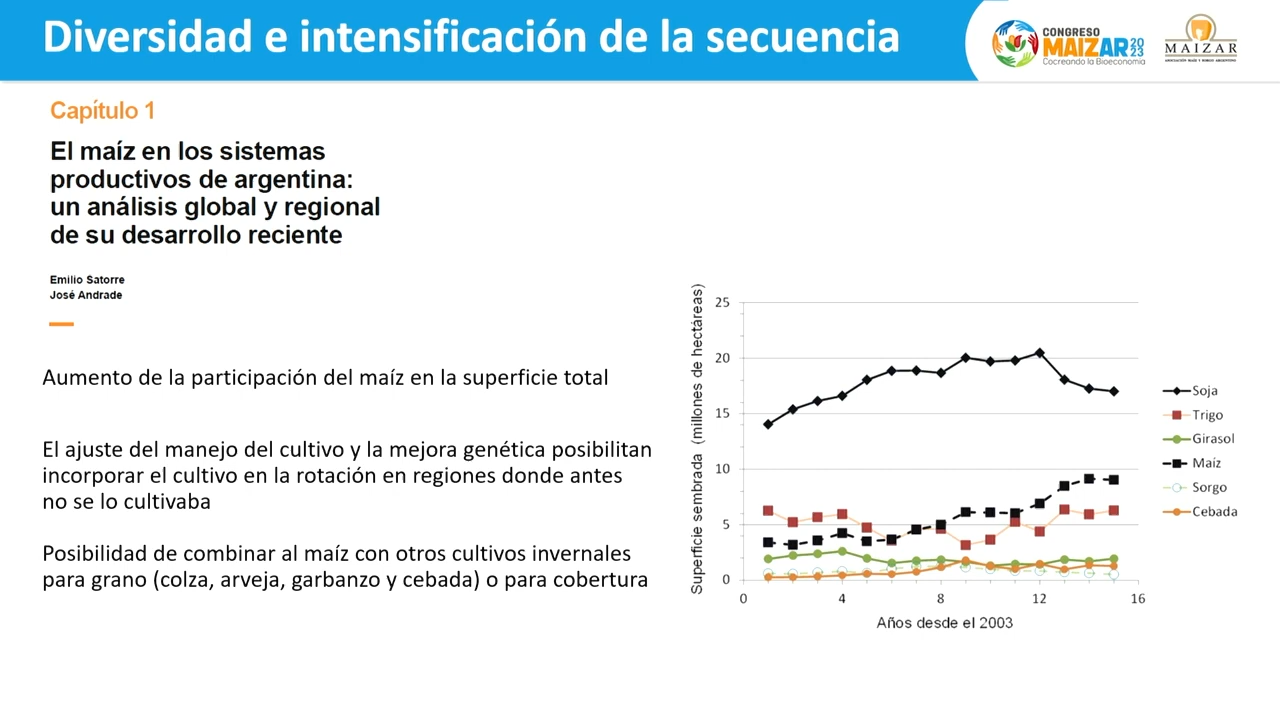 Diversidad e intensificación de la secuencia
CONGRESO
MAIZAR 2023
Cocreando la Bioeconomía
MAIZAR
ASOCIACIÓN MAÍZ Y SORGO ARGENTINO
Capítulo 1
El maíz en los sistemas
productivos de argentina:
un análisis global y regional
de su desarrollo reciente
Emilio Satorre
José Andrade
Aumento de la participación del maíz en la superficie total
El ajuste del manejo del cultivo y la mejora genética posibilitan
incorporar el cultivo en la rotación en regiones donde antes
no se lo cultivaba
Posibilidad de combinar al maíz con otros cultivos invernales
para grano (colza, arveja, garbanzo y cebada) o para cobertura
Superficie sembrada (millones de hectáreas)
25
20
15
10
5
0
0 4 8 12 16
Años desde el 2003
Soja
Trigo
Girasol
Maíz
Sorgo
Cebada